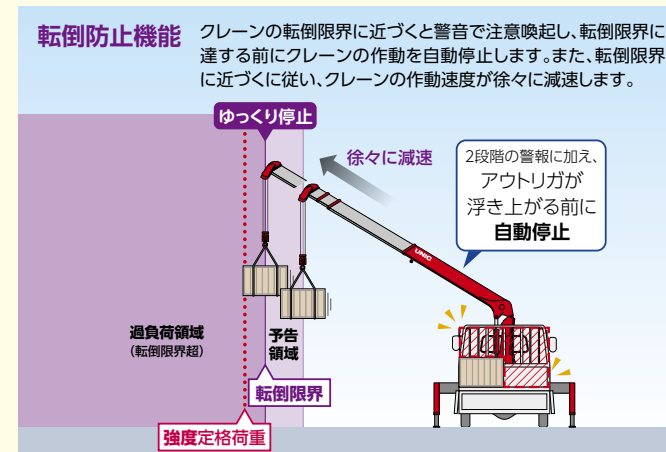 転倒防止機能
クレーンの転倒限界に近づくと警音で注意喚起し、転倒限界に
達する前にクレーンの作動を自動停止します。また、転倒限界
に近づくに従い、クレーンの作動速度が徐々に減速します。
ゆっくり停止
徐々に減速
2段階の警報に加え、
アウトリガが
浮き上がる前に
自動停止
UNIC
過負荷領域
（転倒限界超）
予告
領域
転倒限界
強度定格荷重